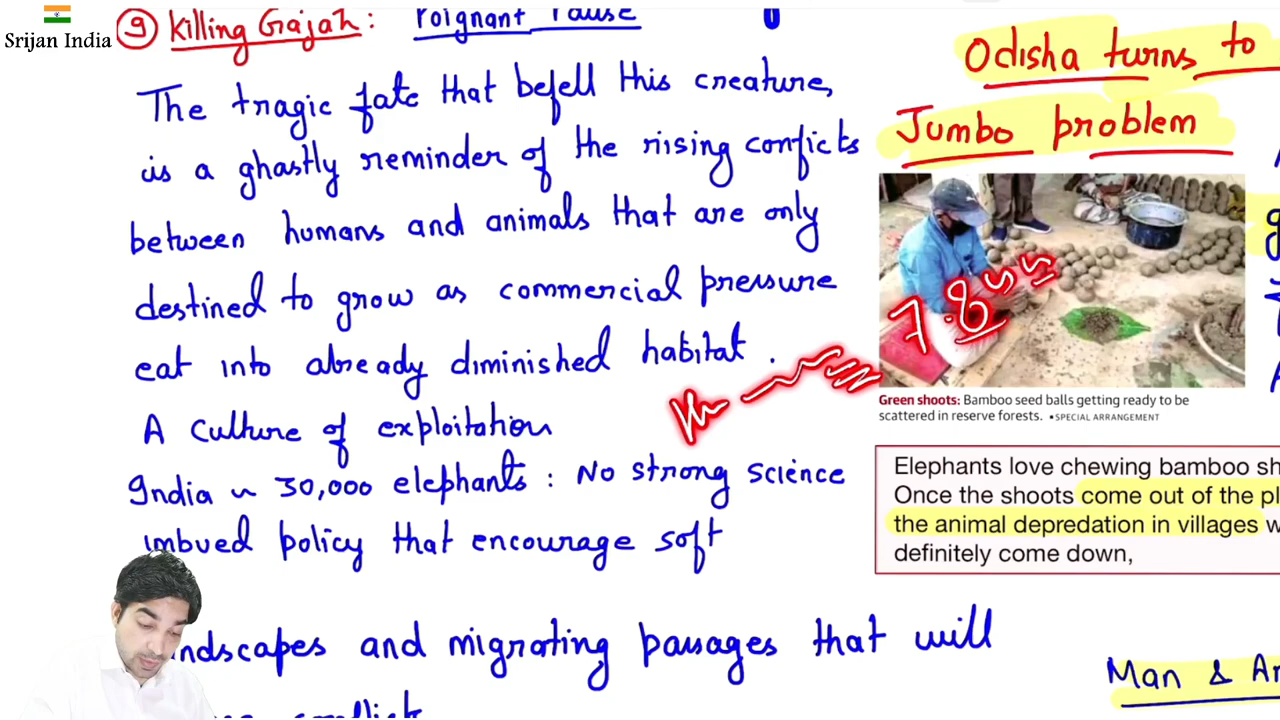 Srijan India
9 Killing Gajah: Poignant Pause
The tragic fate that befell this creature,
is a ghastly reminder of the rising conficts
between humans and animals that are only
destined to grow as commercial pressure
eat into already diminished habitat.
A culture of exploitation
India ~ 30,000 elephants: No strong science
imbued policy that encourage soft
landscapes and migrating passages that will
conflict
Odisha turns to
Jumbo problem
7.8
Green shoots: Bamboo seed balls getting ready to be
scattered in reserve forests. •SPECIAL ARRANGEMENT
Elephants love chewing bamboo sh
Once the shoots come out of the pl
the animal depredation in villages w
definitely come down,
Man & An